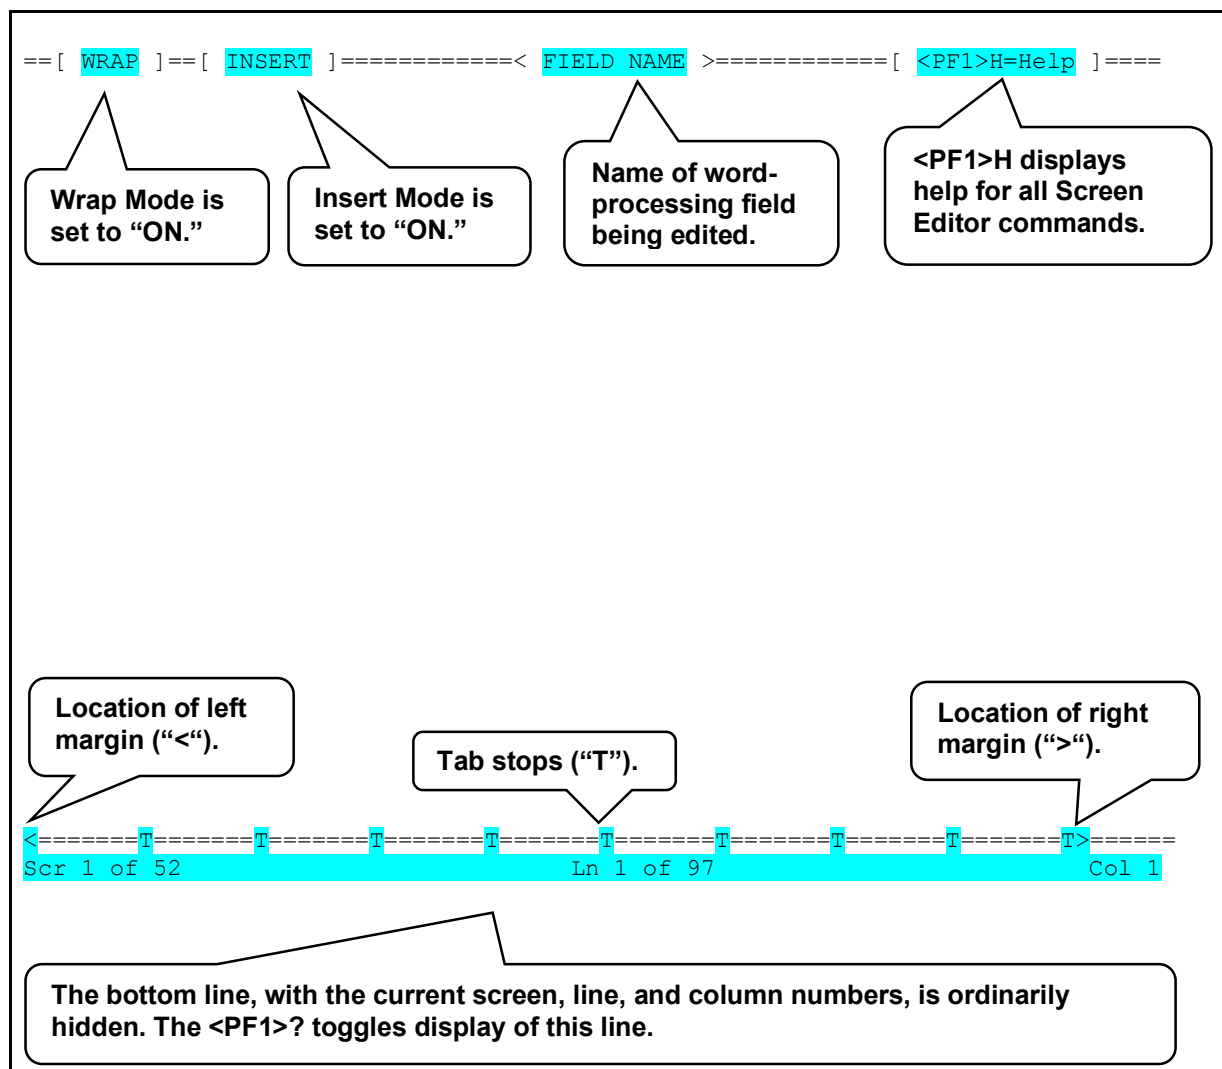 ==[ WRAP ]==[ INSERT ]============< FIELD NAME >============[ <PF1>H=Help ]====
Wrap Mode is
set to “ON.”
Insert Mode is
set to “ON.”
Name of word-
processing field
being edited.
<PF1>H displays
help for all Screen
Editor commands.
Location of left
margin (“<“).
Tab stops (“T”).
Location of right
margin (“>“).
<=======T=======T=======T=======T=======T=======T=======T=======T=======T>======
Scr 1 of 52 Ln 1 of 97 Col 1
The bottom line, with the current screen, line, and column numbers, is ordinarily
hidden. The <PF1>? toggles display of this line.